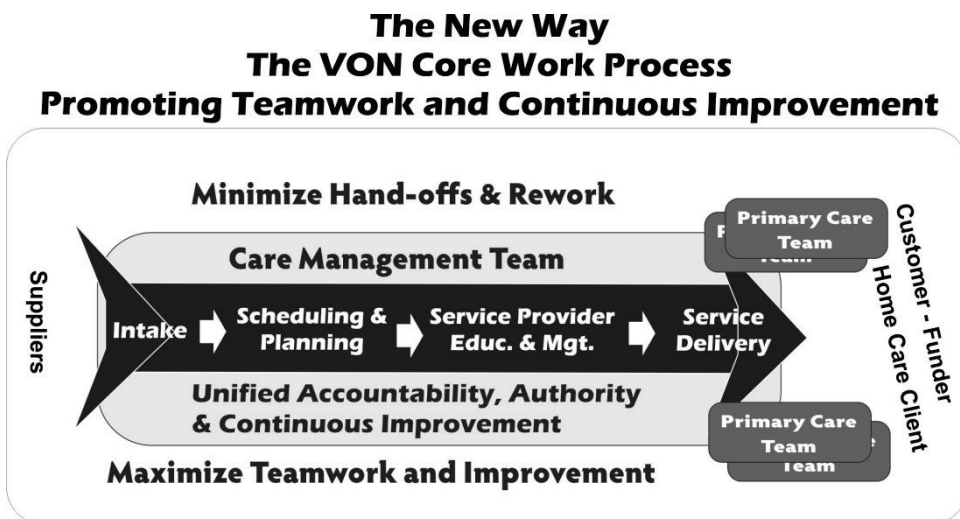 The New Way
The VON Core Work Process
Promoting Teamwork and Continuous Improvement
Minimize Hand-offs & Rework
Primary Care
Team
P
Team
Care Management Team
Suppliers
Intake
Scheduling &
Planning
Service Provider
Educ. & Mgt.
Service
Delivery
Customer - Funder
Home Care Client
Unified Accountability, Authority
& Continuous Improvement
Primary Care
Team
e
Team
Maximize Teamwork and Improvement